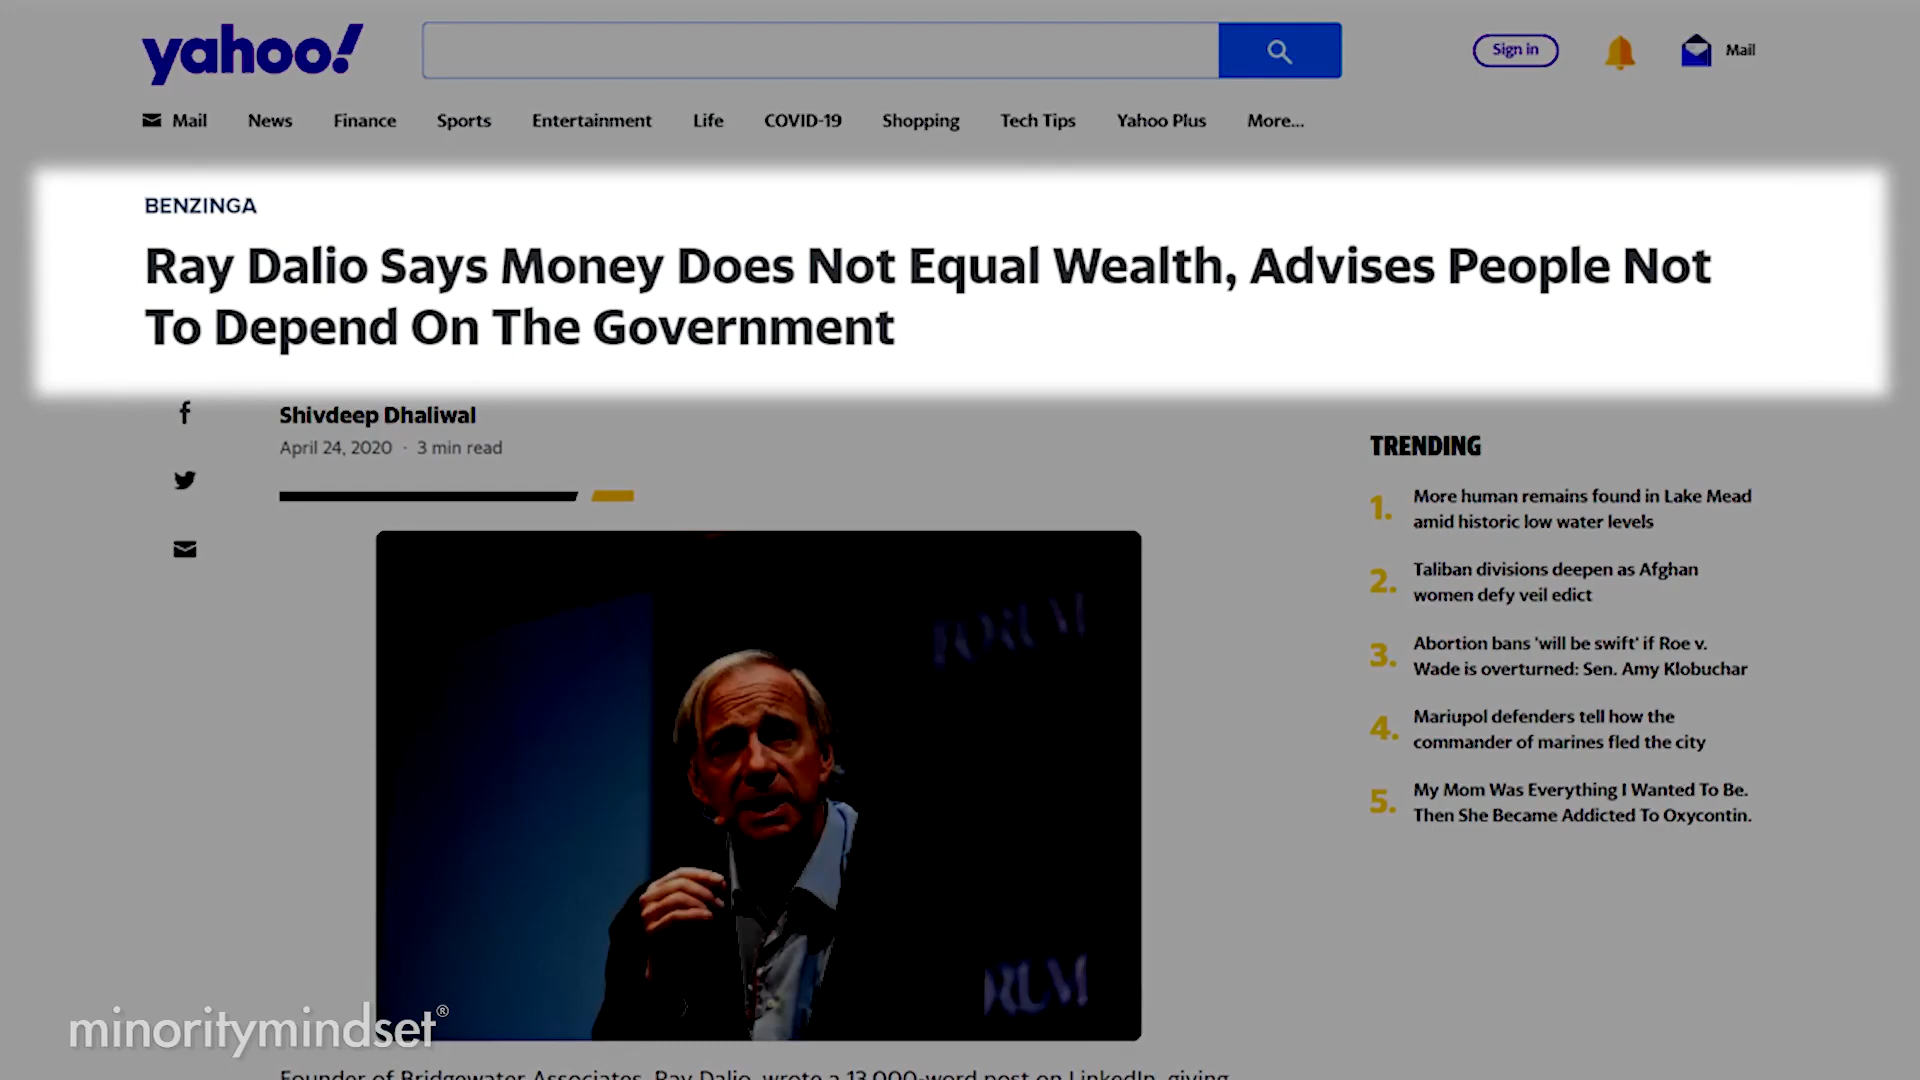 yahoo!
Sign in
Mail
Mail News Finance Sports Entertainment Life COVID-19 Shopping Tech Tips Yahoo Plus More...
BENZINGA
Ray Dalio Says Money Does Not Equal Wealth, Advises People Not
To Depend On The Government
Shivdeep Dhaliwal
April 24, 2020 · 3 min read
TRENDING
1. More human remains found in Lake Mead
amid historic low water levels
2. Taliban divisions deepen as Afghan
women defy veil edict
3. Abortion bans 'will be swift' if Roe v.
Wade is overturned: Sen. Amy Klobuchar
4. Mariupol defenders tell how the
commander of marines fled the city
5. My Mom Was Everything I Wanted To Be.
Then She Became Addicted To Oxycontin.
FORUM
RUM
minoritymindset®
Founder of Bridgewater Associates, Ray Dalio, wrote a 13,000-word post on LinkedIn, giving